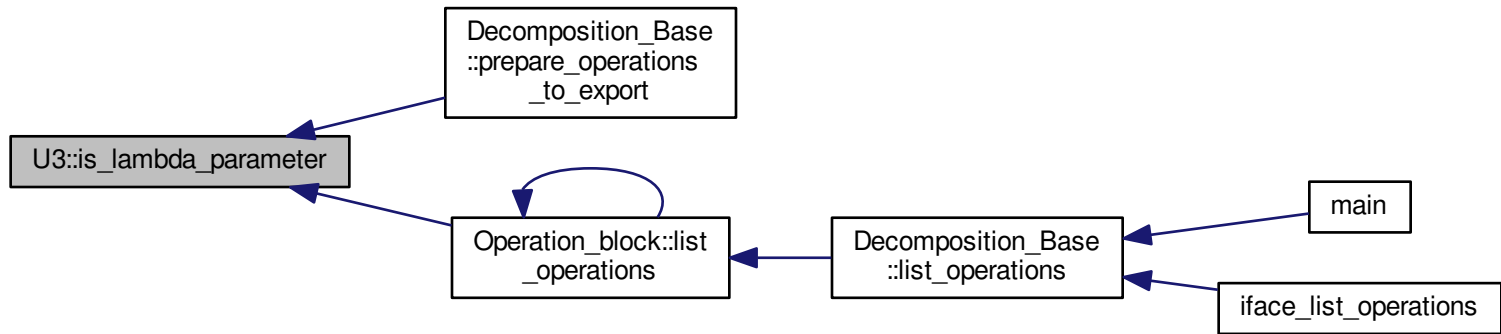 Decomposition_Base
::prepare_operations
_to_export
U3::is_lambda_parameter
Operation_block::list
_operations
Decomposition_Base
::list_operations
main
iface_list_operations